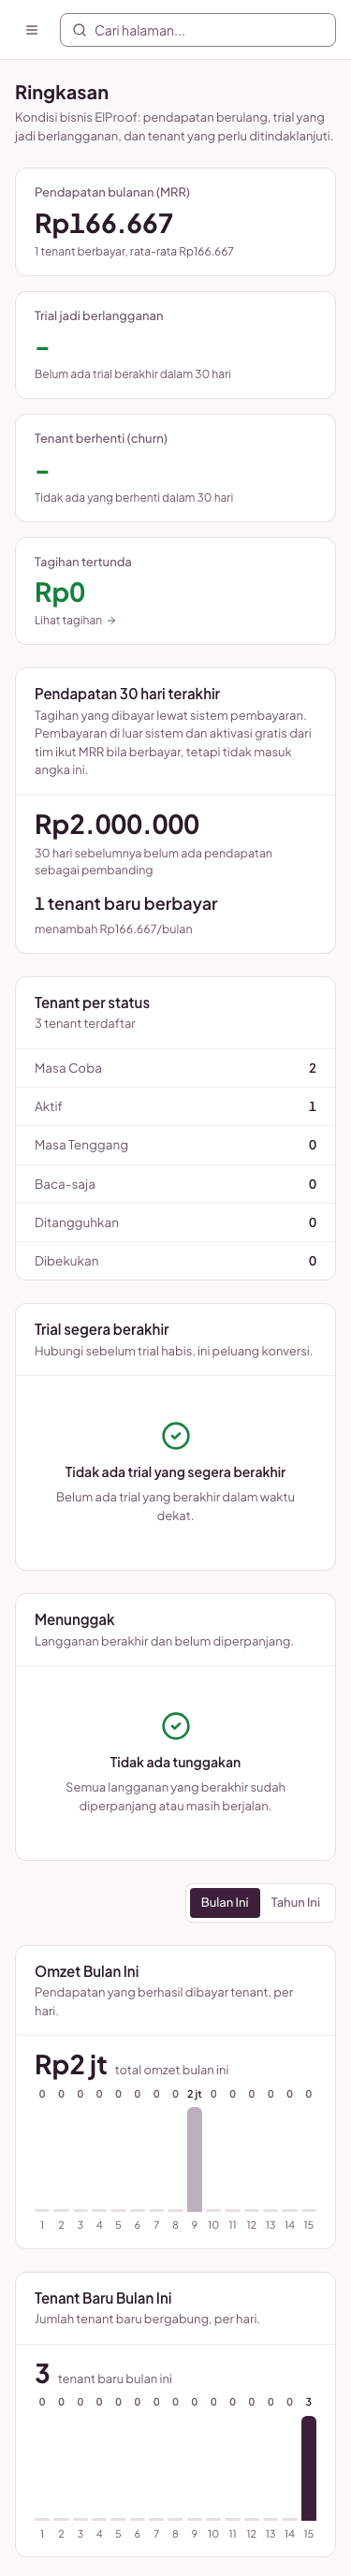 Cari halaman...
Ringkasan
Kondisi bisnis ElProof: pendapatan berulang, trial yang
jadi berlangganan, dan tenant yang perlu ditindaklanjuti.
Pendapatan bulanan (MRR)
Rp166.667
1 tenant berbayar, rata-rata Rp166.667
Trial jadi berlangganan
–
Belum ada trial berakhir dalam 30 hari
Tenant berhenti (churn)
–
Tidak ada yang berhenti dalam 30 hari
Tagihan tertunda
Rp0
Lihat tagihan →
Pendapatan 30 hari terakhir
Tagihan yang dibayar lewat sistem pembayaran.
Pembayaran di luar sistem dan aktivasi gratis dari
tim ikut MRR bila berbayar, tetapi tidak masuk
angka ini.
Rp2.000.000
30 hari sebelumnya belum ada pendapatan
sebagai pembanding
1 tenant baru berbayar
menambah Rp166.667/bulan
Tenant per status
3 tenant terdaftar
Masa Coba 2
Aktif 1
Masa Tenggang 0
Baca-saja 0
Ditangguhkan 0
Dibekukan 0
Trial segera berakhir
Hubungi sebelum trial habis, ini peluang konversi.
Tidak ada trial yang segera berakhir
Belum ada trial yang berakhir dalam waktu
dekat.
Menunggak
Langganan berakhir dan belum diperpanjang.
Tidak ada tunggakan
Semua langganan yang berakhir sudah
diperpanjang atau masih berjalan.
Bulan Ini Tahun Ini
Omzet Bulan Ini
Pendapatan yang berhasil dibayar tenant, per
hari.
Rp2 jt total omzet bulan ini
0 0 0 0 0 0 0 0 2 jt 0 0 0 0 0 0
1 2 3 4 5 6 7 8 9 10 11 12 13 14 15
Tenant Baru Bulan Ini
Jumlah tenant baru bergabung, per hari.
3 tenant baru bulan ini
0 0 0 0 0 0 0 0 0 0 0 0 0 0 3
1 2 3 4 5 6 7 8 9 10 11 12 13 14 15